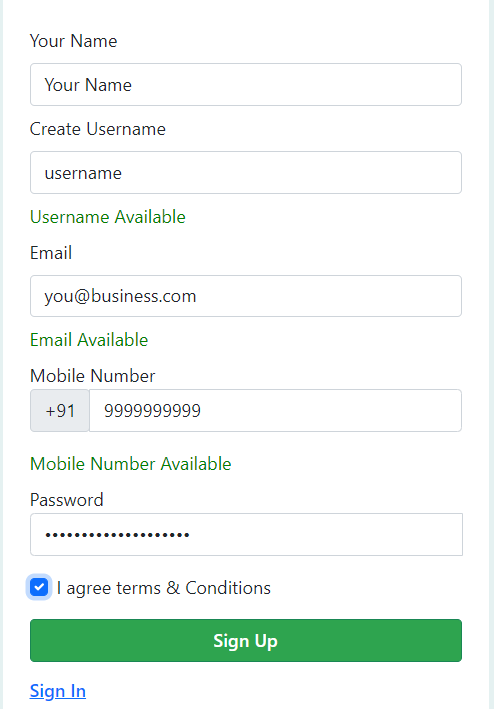 Your Name
Your Name
Create Username
username
Username Available
Email
you@business.com
Email Available
Mobile Number
+91 9999999999
Mobile Number Available
Password
••••••••••••••••••••
I agree terms & Conditions
Sign Up
Sign In